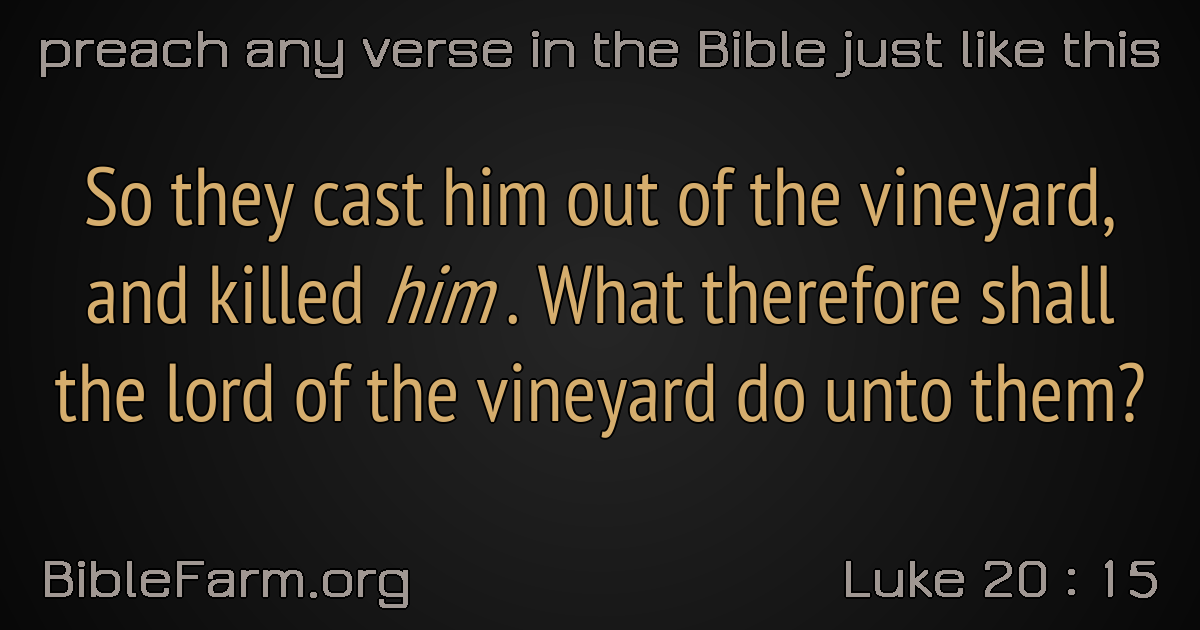 preach any verse in the Bible just like this
So they cast him out of the vineyard,
and killed him . What therefore shall
the lord of the vineyard do unto them?
BibleFarm.org
Luke 20 : 15